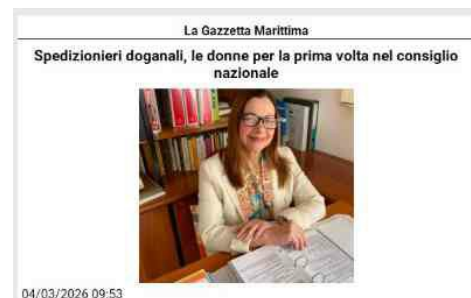 La Gazzetta Marittima
Spedizionieri doganali, le donne per la prima volta nel consiglio
nazionale
04/03/2026 09:53